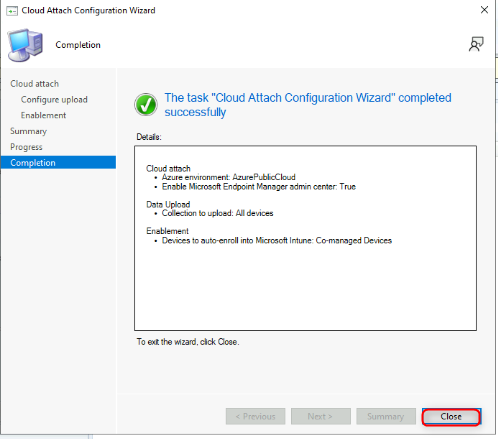 Cloud Attach Configuration Wizard
Completion
Cloud attach
Configure upload
Enablement
Summary
Progress
Completion
The task "Cloud Attach Configuration Wizard" completed
successfully
Details:
Cloud attach
• Azure environment: AzurePublicCloud
• Enable Microsoft Endpoint Manager admin center: True
Data Upload
• Collection to upload: All devices
Enablement
• Devices to auto-enroll into Microsoft Intune: Co-managed Devices
To exit the wizard, click Close.
< Previous
Next >
Summary
Close